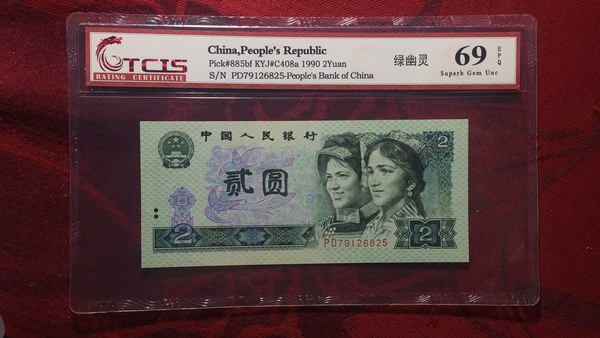 TCIS
RATING CERTIFICATE
China,People's Republic
Pick#885bf KYJ#C408a 1990 2Yuan
S/N PD79126825-People's Bank of China
绿幽灵
69 EPQ
Superb Gem Unc
中国人民银行
贰圆
2
2
2
PD79126825